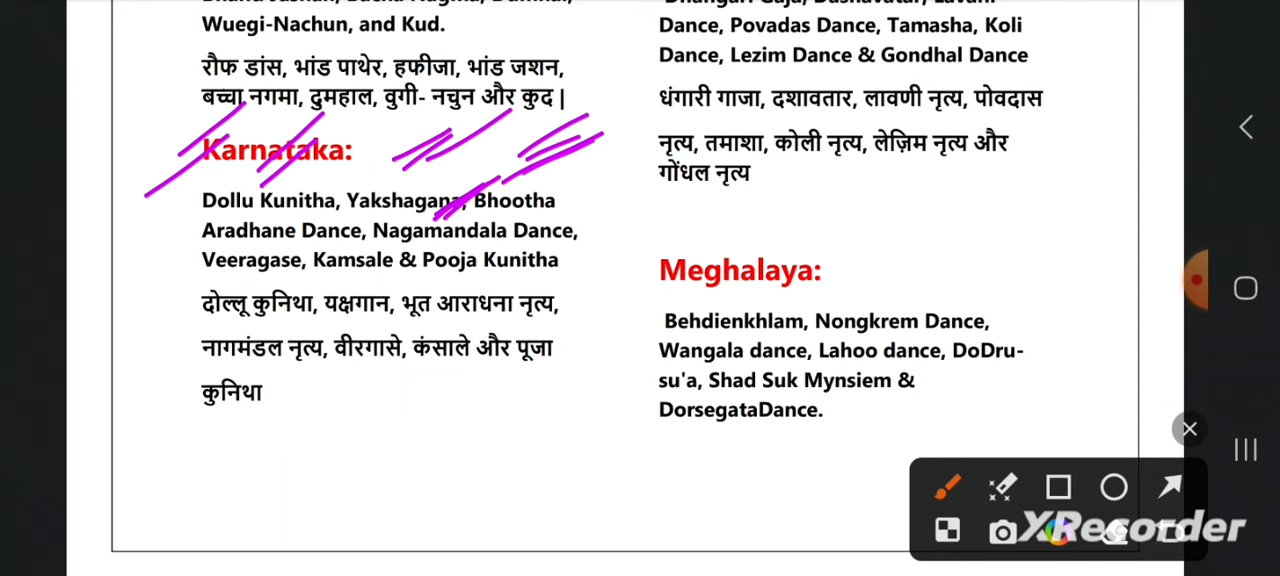 Wuegi-Nachun, and Kud.
रौफ डांस, भांड पाथेर, हफीजा, भांड जशन,
बच्चा नगमा, दुमहाल, वुगी- नचुन और कुद |
Karnataka:
Dollu Kunitha, Yakshagana, Bhootha
Aradhane Dance, Nagamandala Dance,
Veeragase, Kamsale & Pooja Kunitha
दोल्लू कुनिथा, यक्षगान, भूत आराधना नृत्य,
नागमंडल नृत्य, वीरगासे, कंसाले और पूजा
कुनिथा
Dance, Povadas Dance, Tamasha, Koli
Dance, Lezim Dance & Gondhal Dance
धंगारी गाजा, दशावतार, लावणी नृत्य, पोवदास
नृत्य, तमाशा, कोली नृत्य, लेज़िम नृत्य और
गोंधल नृत्य
Meghalaya:
Behdienkhlam, Nongkrem Dance,
Wangala dance, Lahoo dance, DoDru-
su'a, Shad Suk Mynsiem &
DorsegataDance.
XRecorder